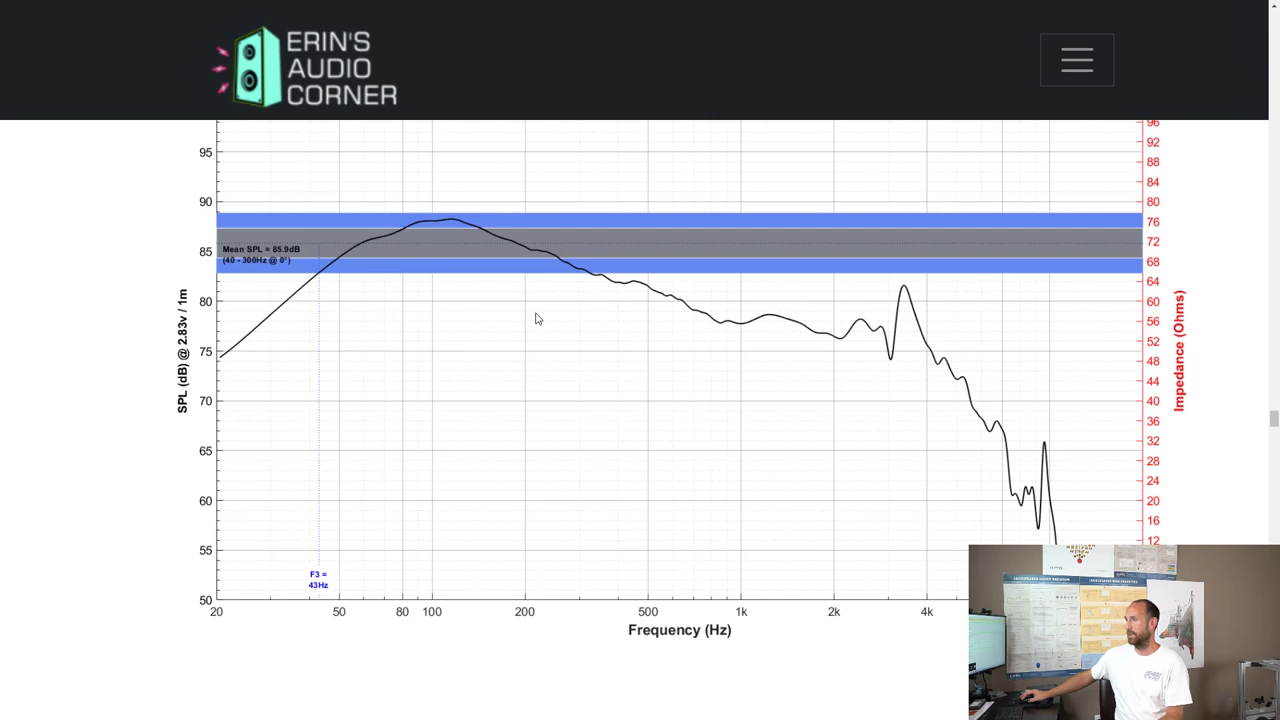 ERIN'S
AUDIO
CORNER
96
95
92
88
84
90
80
76
Mean SPL = 85.9dB
(40 - 300Hz @ 0°)
85
72
68
64
80
60
56
75
52
48
44
70
40
36
65
32
28
24
60
20
16
55
12
50
SPL (dB) @ 2.83v / 1m
Impedance (Ohms)
F3 =
43Hz
20
50
80
100
200
500
1k
2k
4k
Frequency (Hz)